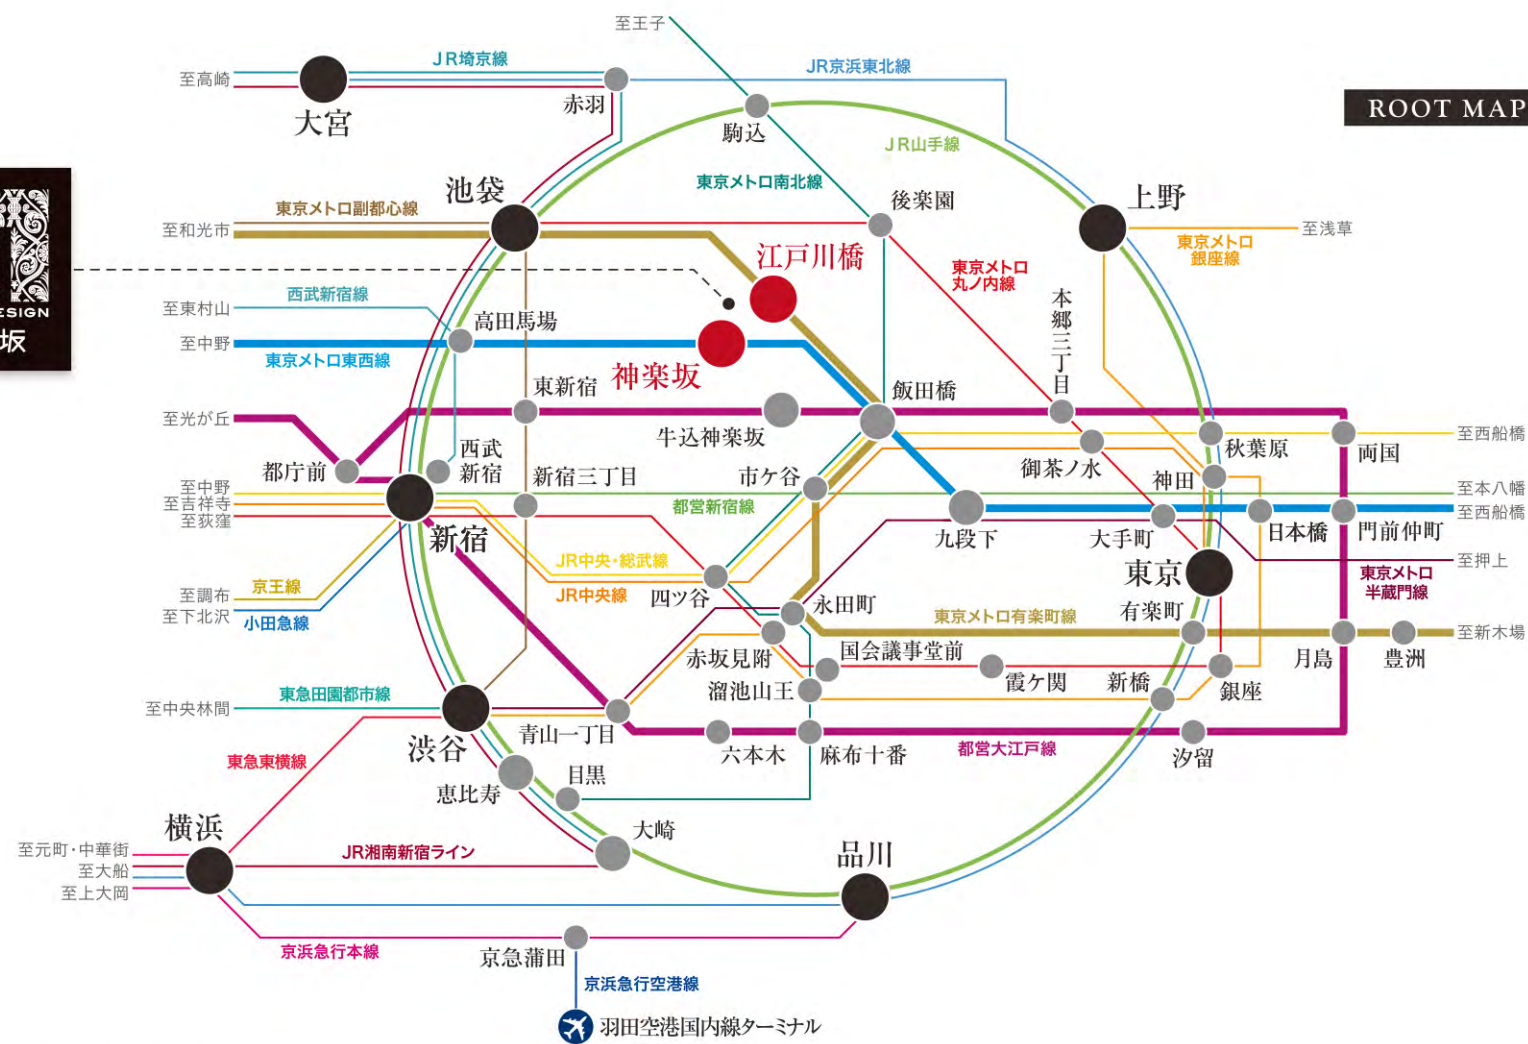 至王子
JR埼京線
JR京浜東北線
至高崎
赤羽
大宮
ROOT MAP
駒込
JR山手線
東京メトロ南北線
池袋
上野
後楽園
東京メトロ副都心線
至和光市
至浅草
東京メトロ
銀座線
江戸川橋
東京メトロ
丸ノ内線
西武新宿線
本郷三丁目
至東村山
高田馬場
ESIGN
坂
至中野
東京メトロ東西線
神楽坂
東新宿
飯田橋
至光が丘
牛込神楽坂
秋葉原
両国
至西船橋
都庁前
西武
新宿
新宿三丁目
市ケ谷
御茶ノ水
神田
至中野
至吉祥寺
至荻窪
都営新宿線
至本八幡
至西船橋
新宿
九段下
大手町
日本橋
門前仲町
JR中央・総武線
至押上
東京
東京メトロ
半蔵門線
京王線
JR中央線
四ツ谷
至調布
至下北沢
小田急線
永田町
東京メトロ有楽町線
有楽町
至新木場
赤坂見附
国会議事堂前
月島
豊洲
溜池山王
霞ケ関
新橋
銀座
東急田園都市線
至中央林間
青山一丁目
渋谷
六本木
麻布十番
都営大江戸線
汐留
東急東横線
恵比寿
目黒
横浜
大崎
至元町・中華街
JR湘南新宿ライン
品川
至大船
至上大岡
京浜急行本線
京急蒲田
京浜急行空港線
羽田空港国内線ターミナル